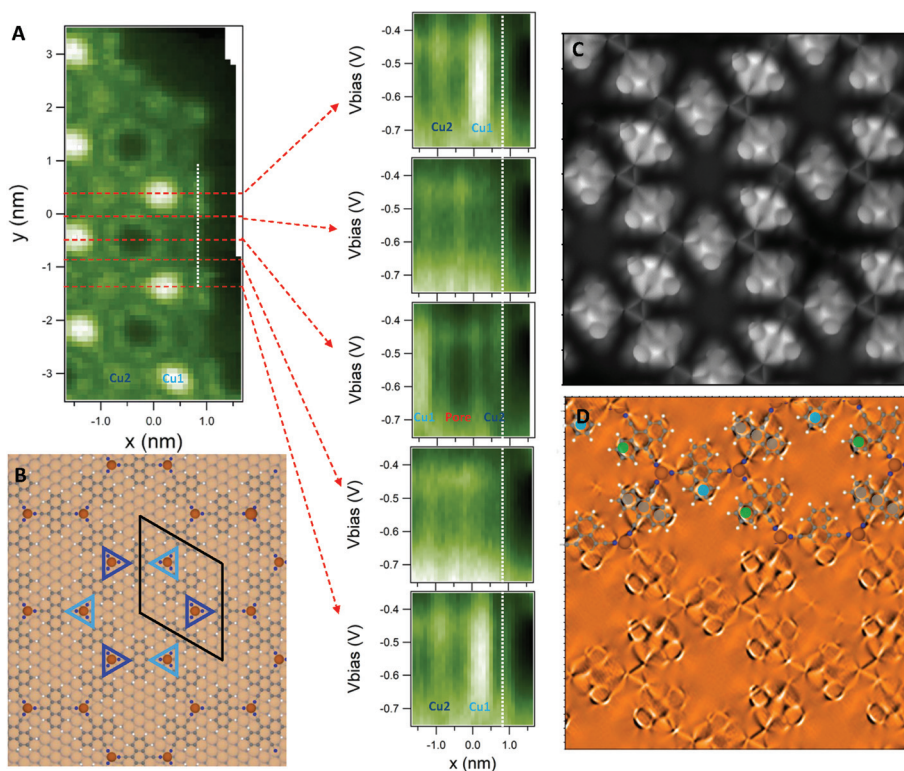 A
3
2
1
0
-1
-2
-3
y (nm)
Cu2 Cu1
-1.0 0.0 1.0
x (nm)
B
-0.4
-0.5
-0.6
-0.7
Vbias (V)
Cu2 Cu1
-0.4
-0.5
-0.6
-0.7
Vbias (V)
-0.4
-0.5
-0.6
-0.7
Vbias (V)
Cu1 Pore Cu2
-0.4
-0.5
-0.6
-0.7
Vbias (V)
-0.4
-0.5
-0.6
-0.7
Vbias (V)
Cu2 Cu1
-1.0 0.0 1.0
x (nm)
C
D